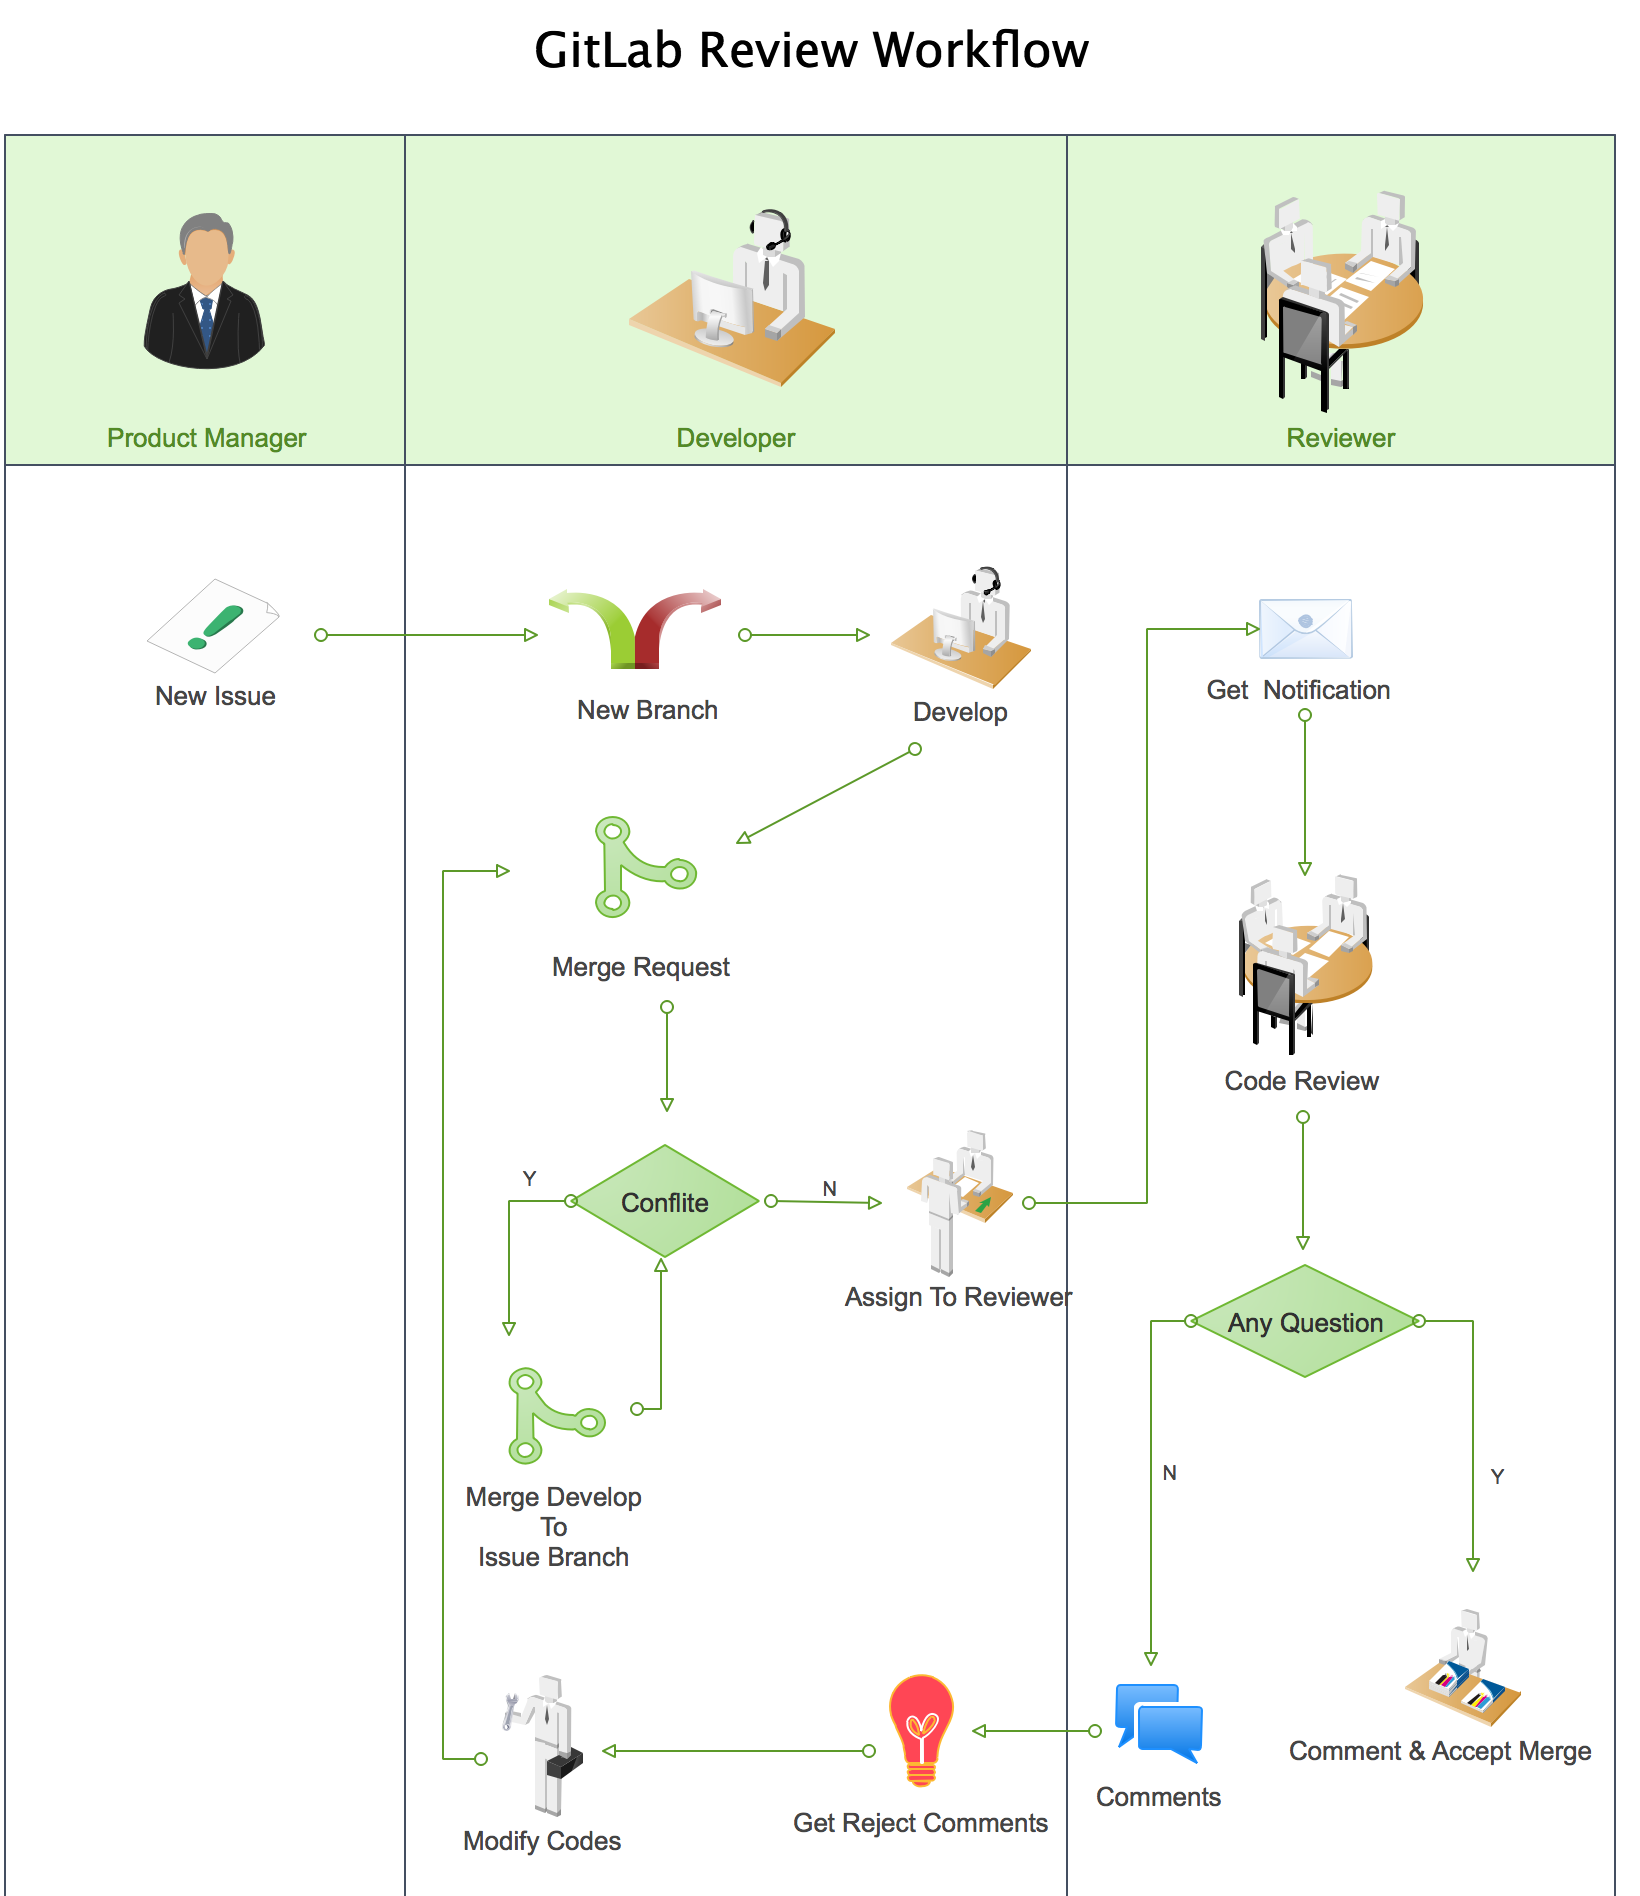 GitLab Review Workflow
Product Manager
Developer
Reviewer
New Issue
New Branch
Develop
Get Notification
Merge Request
Code Review
Y
Conflite
N
Assign To Reviewer
Any Question
N
Y
Merge Develop
To
Issue Branch
Comment & Accept Merge
Comments
Get Reject Comments
Modify Codes